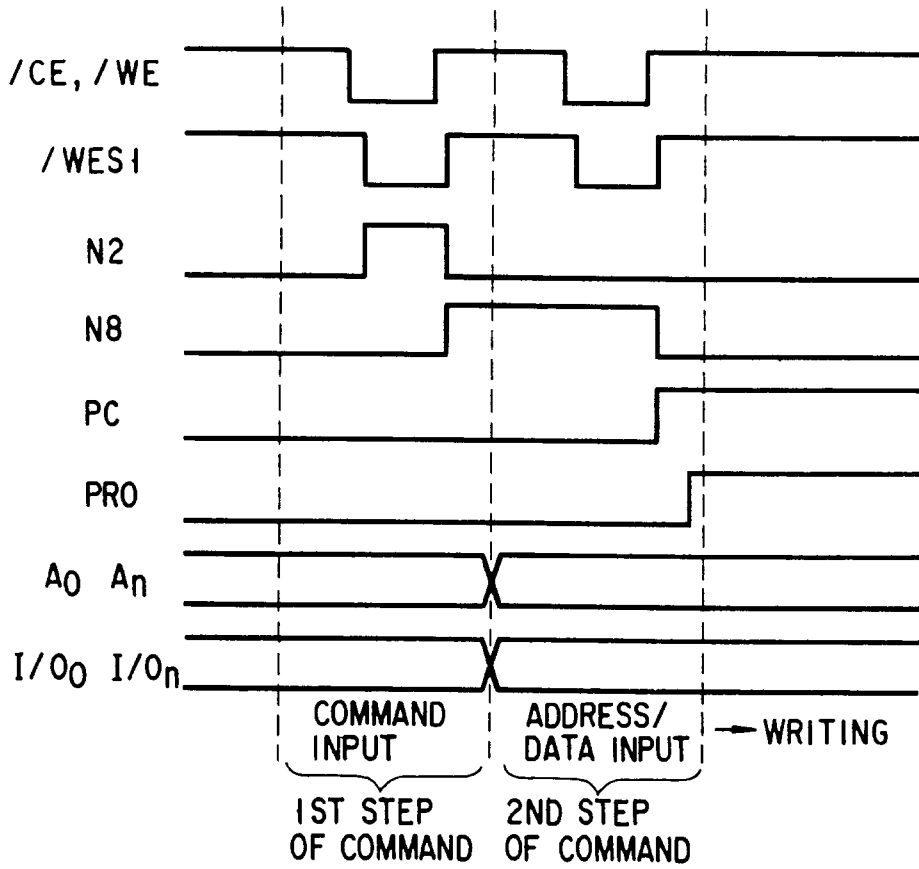 /CE, /WE
/WES1
N2
N8
PC
PRO
A0 An
I/O0 I/On
COMMAND
INPUT
ADDRESS/
DATA INPUT
→ WRITING
1ST STEP
OF COMMAND
2ND STEP
OF COMMAND